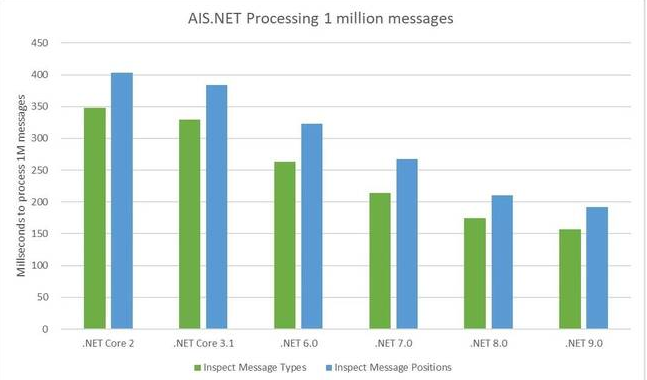 AIS.NET Processing 1 million messages
Millseconds to process 1M messages
450
400
350
300
250
200
150
100
50
0
.NET Core 2 .NET Core 3.1 .NET 6.0 .NET 7.0 .NET 8.0 .NET 9.0
Inspect Message Types Inspect Message Positions